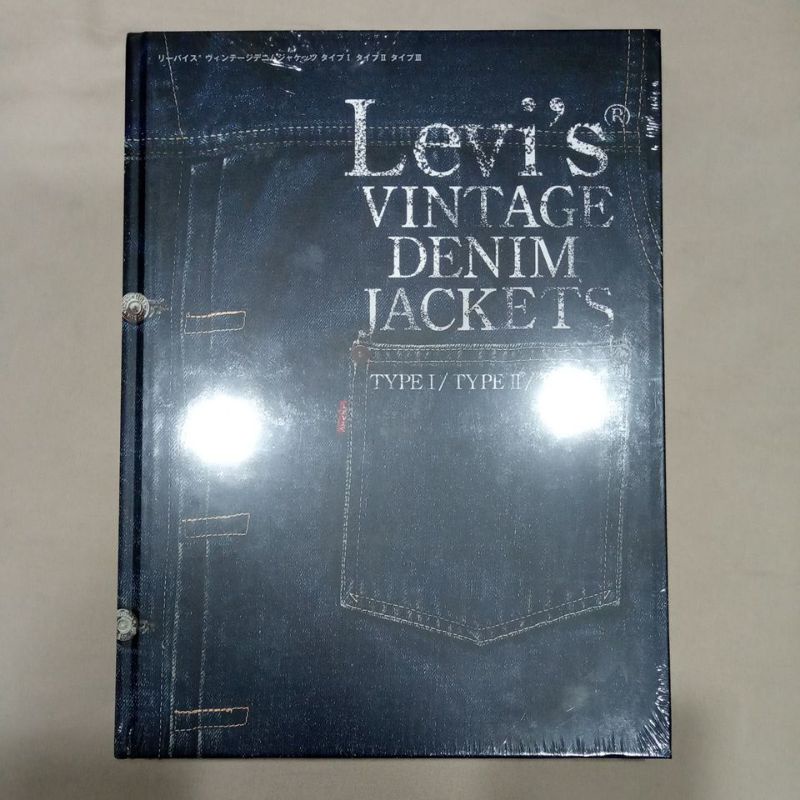 リーバイス® ヴィンテージデニムジャケッツ タイプⅠ タイプⅡ タイプⅢ
Levi's®
VINTAGE
DENIM
JACKETS
TYPE Ⅰ/ TYPE Ⅱ/